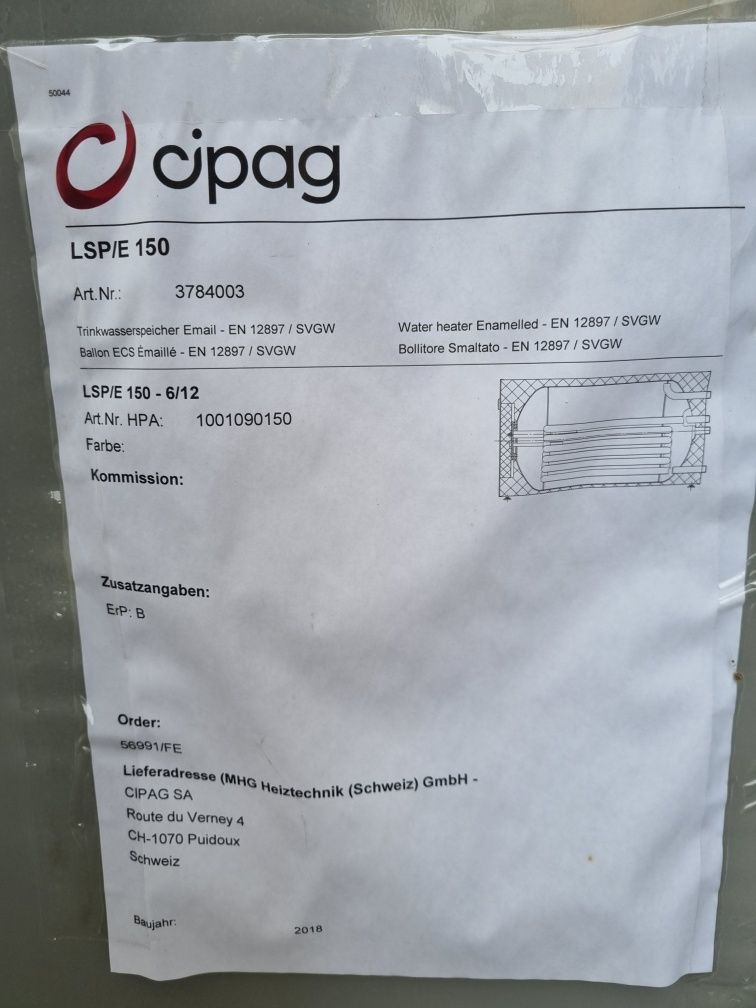 50044
cipag
LSP/E 150
Art.Nr.: 3784003
Trinkwasserspeicher Email - EN 12897 / SVGW
Ballon ECS Émaillé - EN 12897 / SVGW
Water heater Enamelled - EN 12897 / SVGW
Bollitore Smaltato - EN 12897 / SVGW
LSP/E 150 - 6/12
Art.Nr. HPA: 1001090150
Farbe:
Kommission:
Zusatzangaben:
ErP: B
Order:
56991/FE
Lieferadresse (MHG Heiztechnik (Schweiz) GmbH -
CIPAG SA
Route du Verney 4
CH-1070 Puidoux
Schweiz
Baujahr: 2018